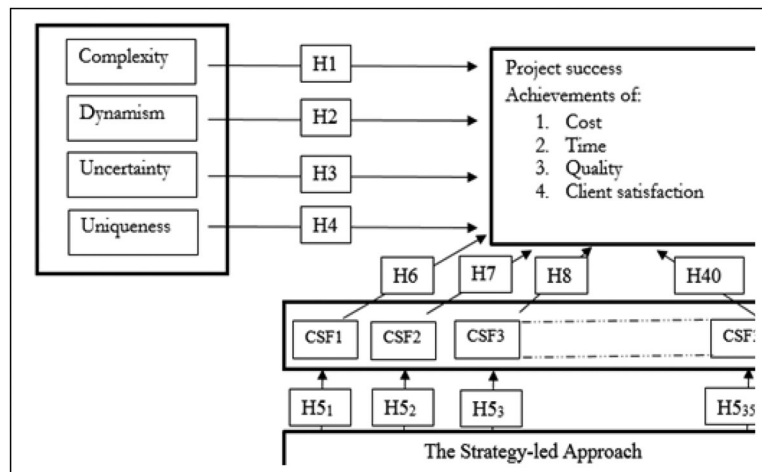 Complexity
H1
Project success
Achievements of:
Dynamism
H2
1. Cost
2. Time
Uncertainty
H3
3. Quality
4. Client satisfaction
Uniqueness
H4
H6
H7
H8
H40
CSF1
CSF2
CSF3
H5₁
H5₂
H5₃
H5₃₅
The Strategy-led Approach